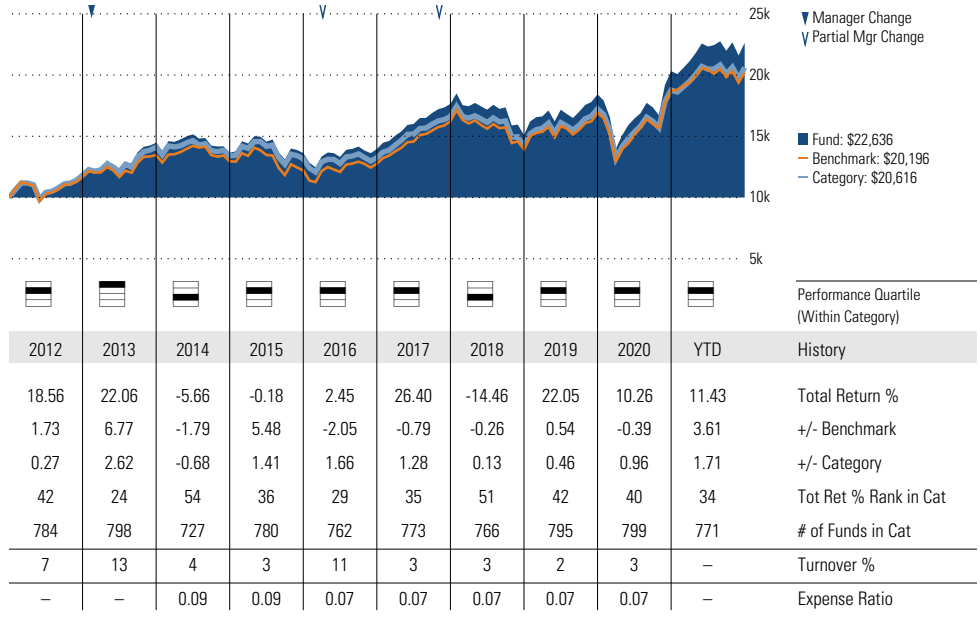 25k
Manager Change
Partial Mgr Change
20k
15k
Fund: $22,636
Benchmark: $20,196
Category: $20,616
10k
5k
Performance Quartile
(Within Category)
2012 2013 2014 2015 2016 2017 2018 2019 2020 YTD History
18.56 22.06 -5.66 -0.18 2.45 26.40 -14.46 22.05 10.26 11.43 Total Return %
1.73 6.77 -1.79 5.48 -2.05 -0.79 -0.26 0.54 -0.39 3.61 +/- Benchmark
0.27 2.62 -0.68 1.41 1.66 1.28 0.13 0.46 0.96 1.71 +/- Category
42 24 54 36 29 35 51 42 40 34 Tot Ret % Rank in Cat
784 798 727 780 762 773 766 795 799 771 # of Funds in Cat
7 13 4 3 11 3 3 2 3 – Turnover %
– – 0.09 0.09 0.07 0.07 0.07 0.07 0.07 – Expense Ratio